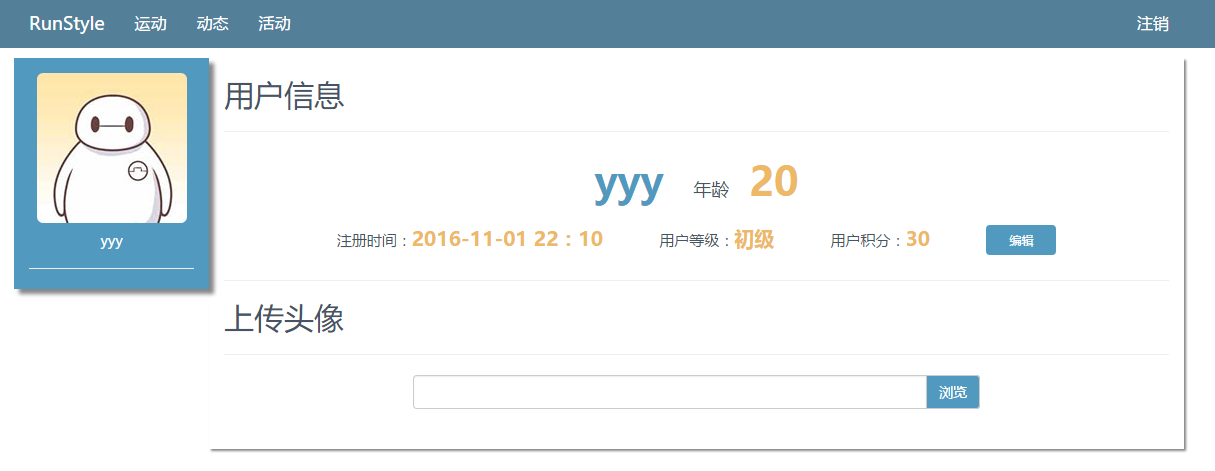 RunStyle 运动 动态 活动 注销
yyy
用户信息
yyy 年龄 20
注册时间：2016-11-01 22：10 用户等级：初级 用户积分：30 编辑
上传头像
浏览